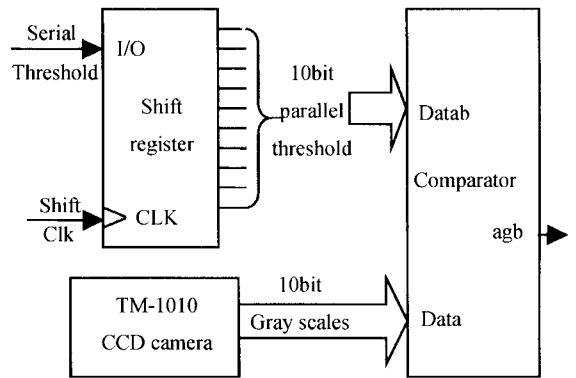 Serial
Threshold
I/O
Shift
register
Shift
Clk
CLK
10bit
parallel
threshold
Datab
Comparator
agb
TM-1010
CCD camera
10bit
Gray scales
Data